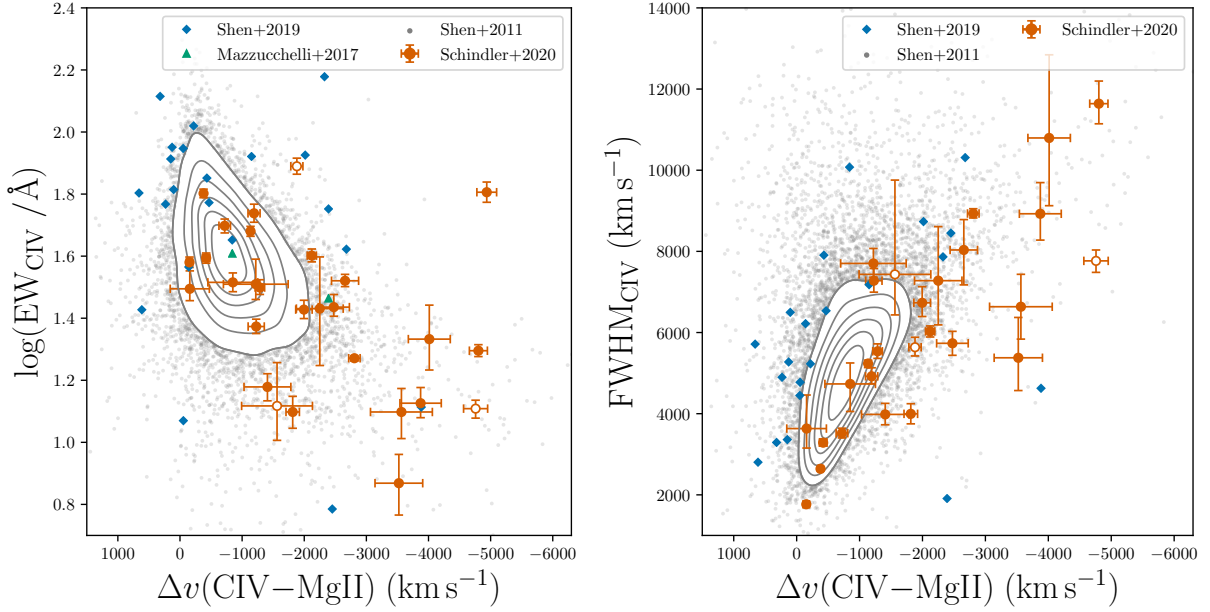 Shen+2019
Mazzucchelli+2017
Shen+2011
Schindler+2020
2.4
2.2
2.0
1.8
1.6
1.4
1.2
1.0
0.8
log(EW_CIV /Å)
1000 0 −1000 −2000 −3000 −4000 −5000 −6000
Δv(CIV−MgII) (km s⁻¹)
Shen+2019
Shen+2011
Schindler+2020
14000
12000
10000
8000
6000
4000
2000
FWHM_CIV (km s⁻¹)
1000 0 −1000 −2000 −3000 −4000 −5000 −6000
Δv(CIV−MgII) (km s⁻¹)